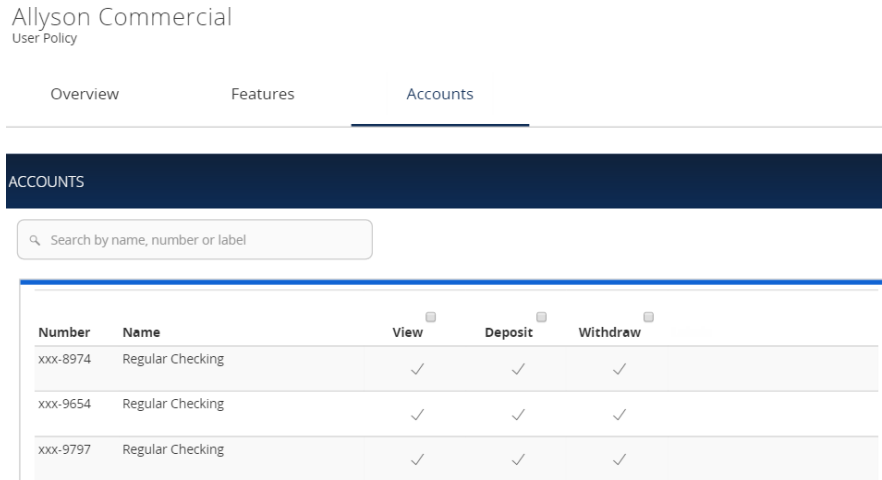 Allyson Commercial
User Policy
Overview Features Accounts
ACCOUNTS
Search by name, number or label
Number Name View Deposit Withdraw
xxx-8974 Regular Checking
xxx-9654 Regular Checking
xxx-9797 Regular Checking